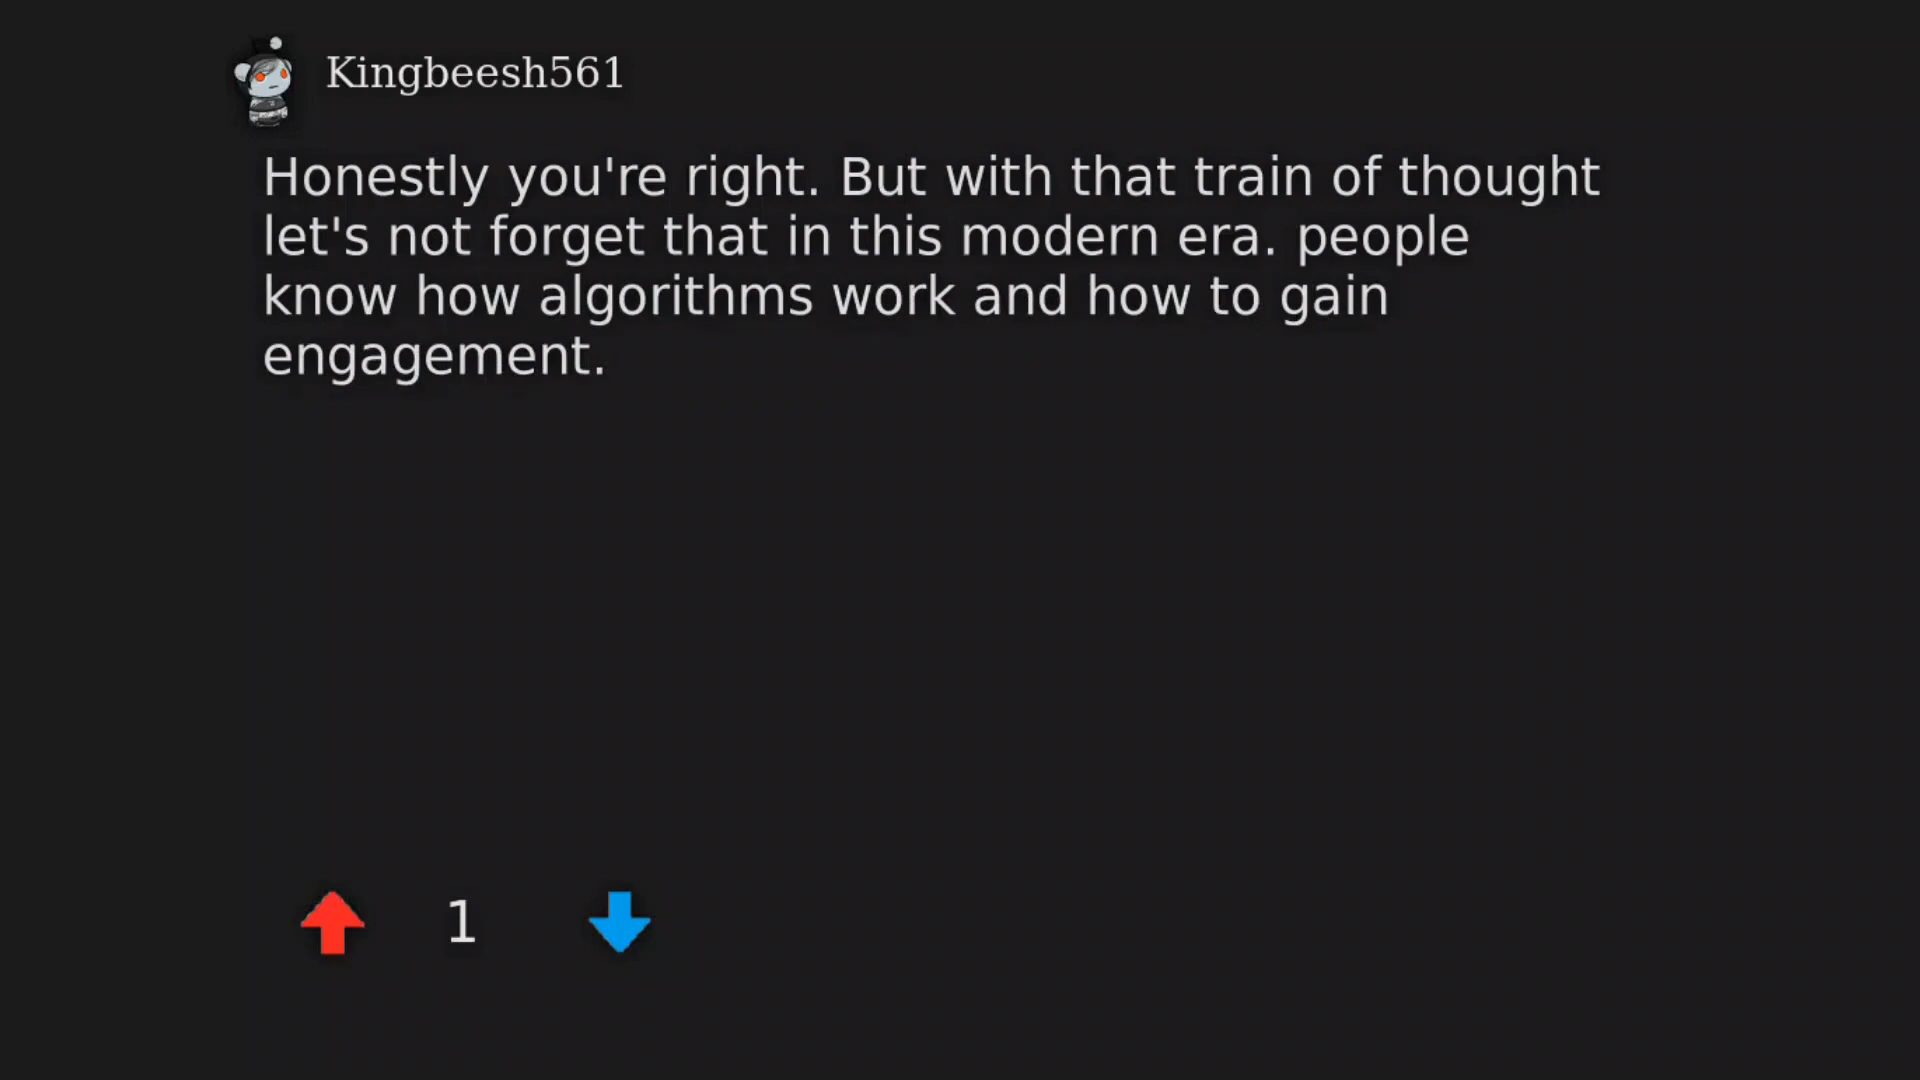 Kingbeesh561
Honestly you're right. But with that train of thought
let's not forget that in this modern era. people
know how algorithms work and how to gain
engagement.
1